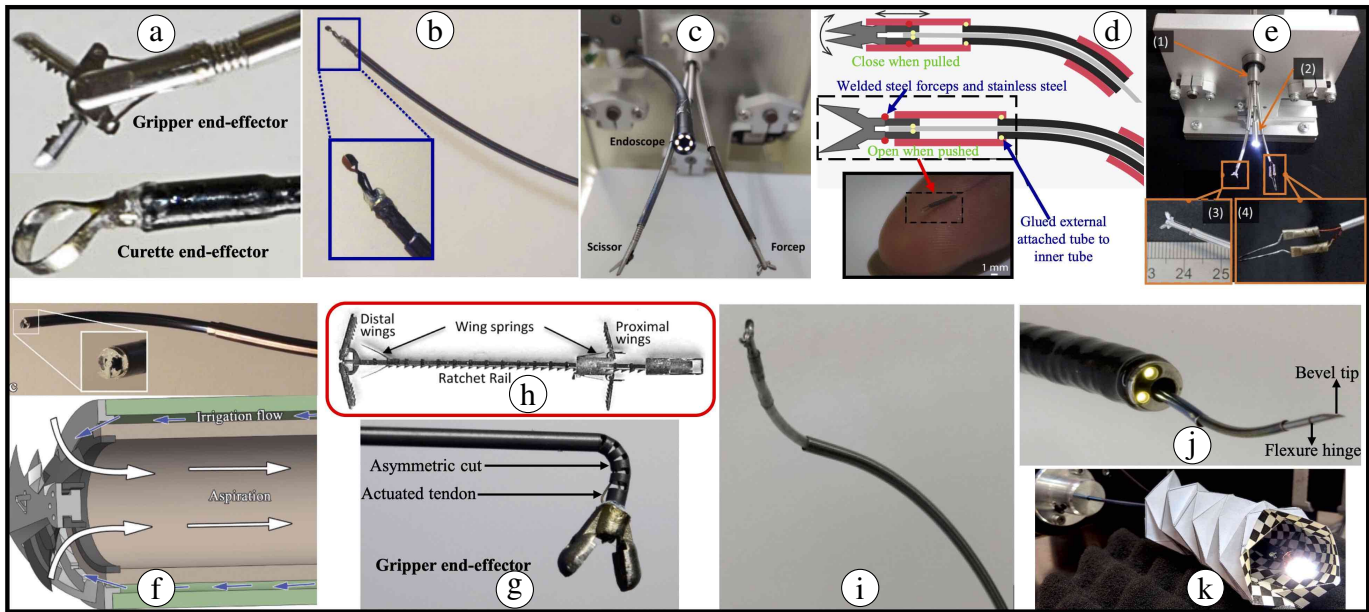 a
Gripper end-effector
Curette end-effector
b
c
Endoscope
Scissor
Forcep
d
Close when pulled
Welded steel forceps and stainless steel
Open when pushed
Glued external
attached tube to
inner tube
1 mm
e
(1)
(2)
(3)
(4)
3 24 25
e
Irrigation flow
Aspiration
f
Distal
wings
Wing springs
Proximal
wings
Ratchet Rail
h
Asymmetric cut
Actuated tendon
Gripper end-effector
g
i
Bevel tip
j
Flexure hinge
k